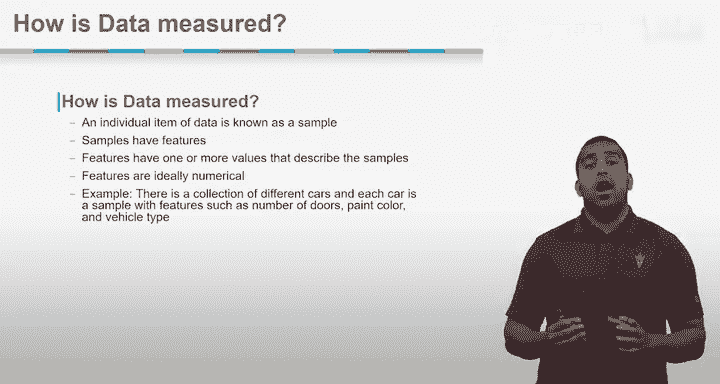 How is Data measured?
How is Data measured?
– An individual item of data is known as a sample
– Samples have features
– Features have one or more values that describe the samples
– Features are ideally numerical
– Example: There is a collection of different cars and each car is
a sample with features such as number of doors, paint color,
and vehicle type